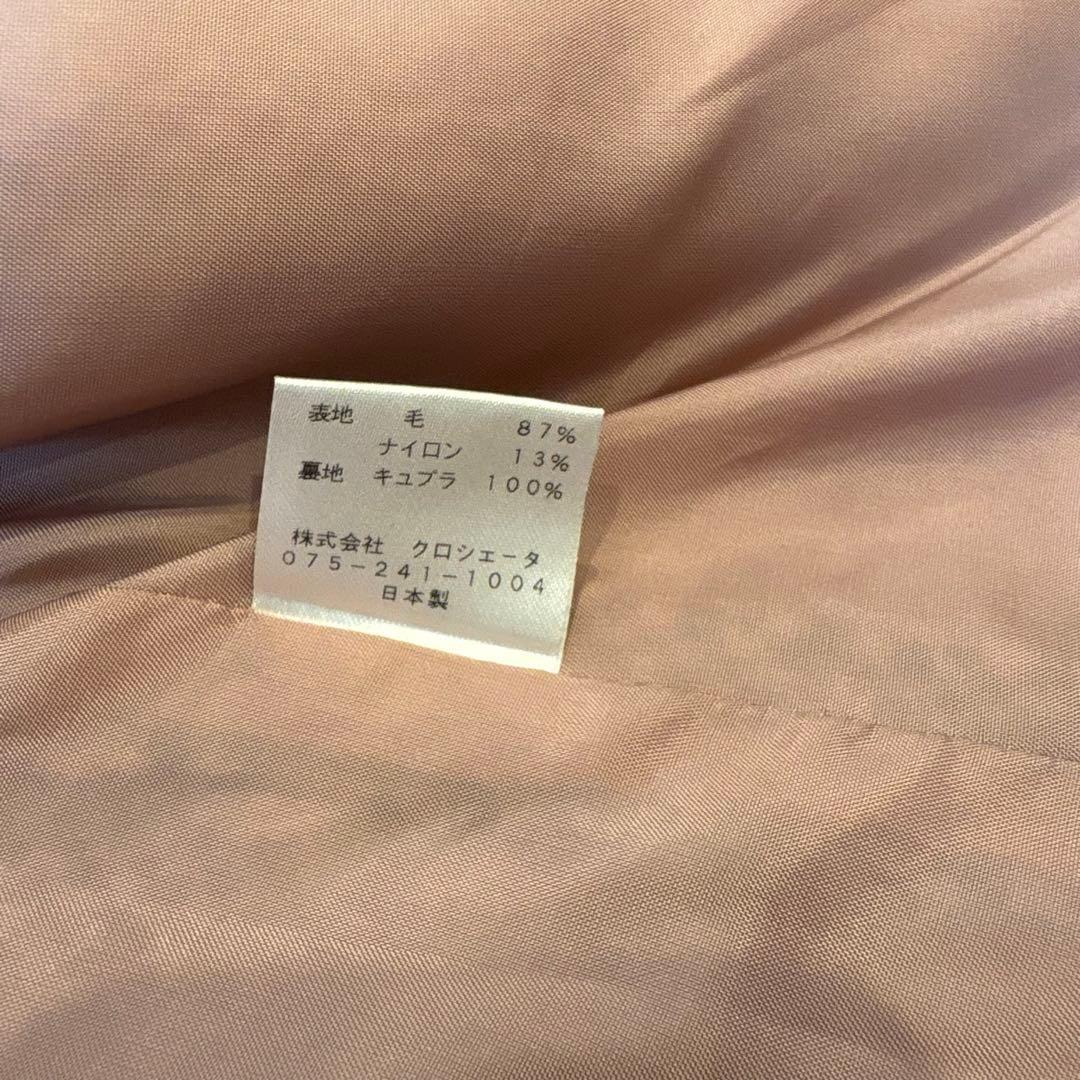 表地 毛 87%
ナイロン 13%
裏地 キュプラ 100%
株式会社 クロシェータ
075-241-1004
日本製